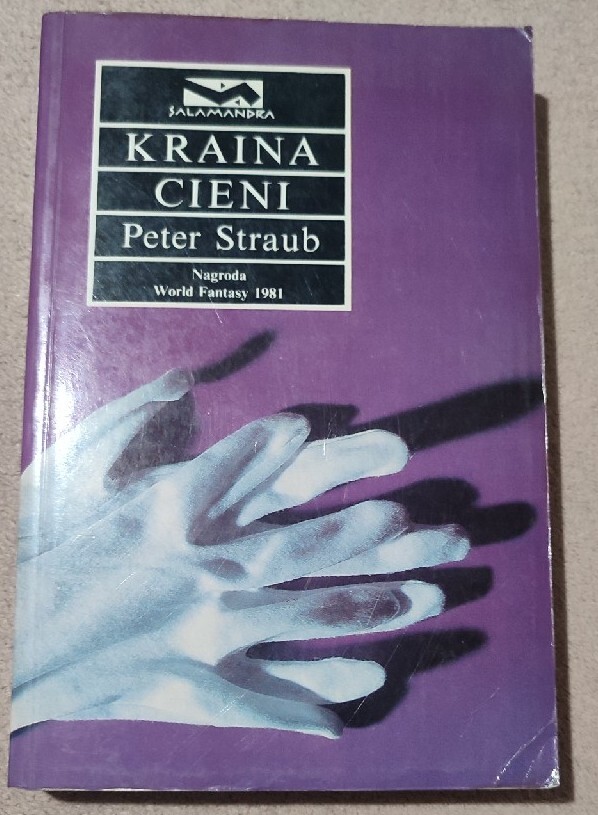 SALAMANDRA
KRAINA
CIENI
Peter Straub
Nagroda
World Fantasy 1981